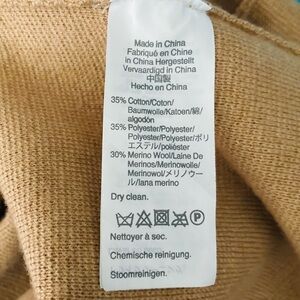 Made in China
Fabriqué en Chine
in China Hergestellt
Vervaardigd in China
中国製
Hecho en China
35% Cotton/Coton/
Baumwolle/Katoen/綿/
algodón
35% Polyester/Polyester/
Polyester/Polyester/ポリ
エステル/poliéster
30% Merino Wool/Laine De
Merinos/Merinowolle/
Merinowol/メリノウー
ル/lana merino
Dry clean.
P
Nettoyer à sec.
Chemische reinigung.
Stoomreinigen.